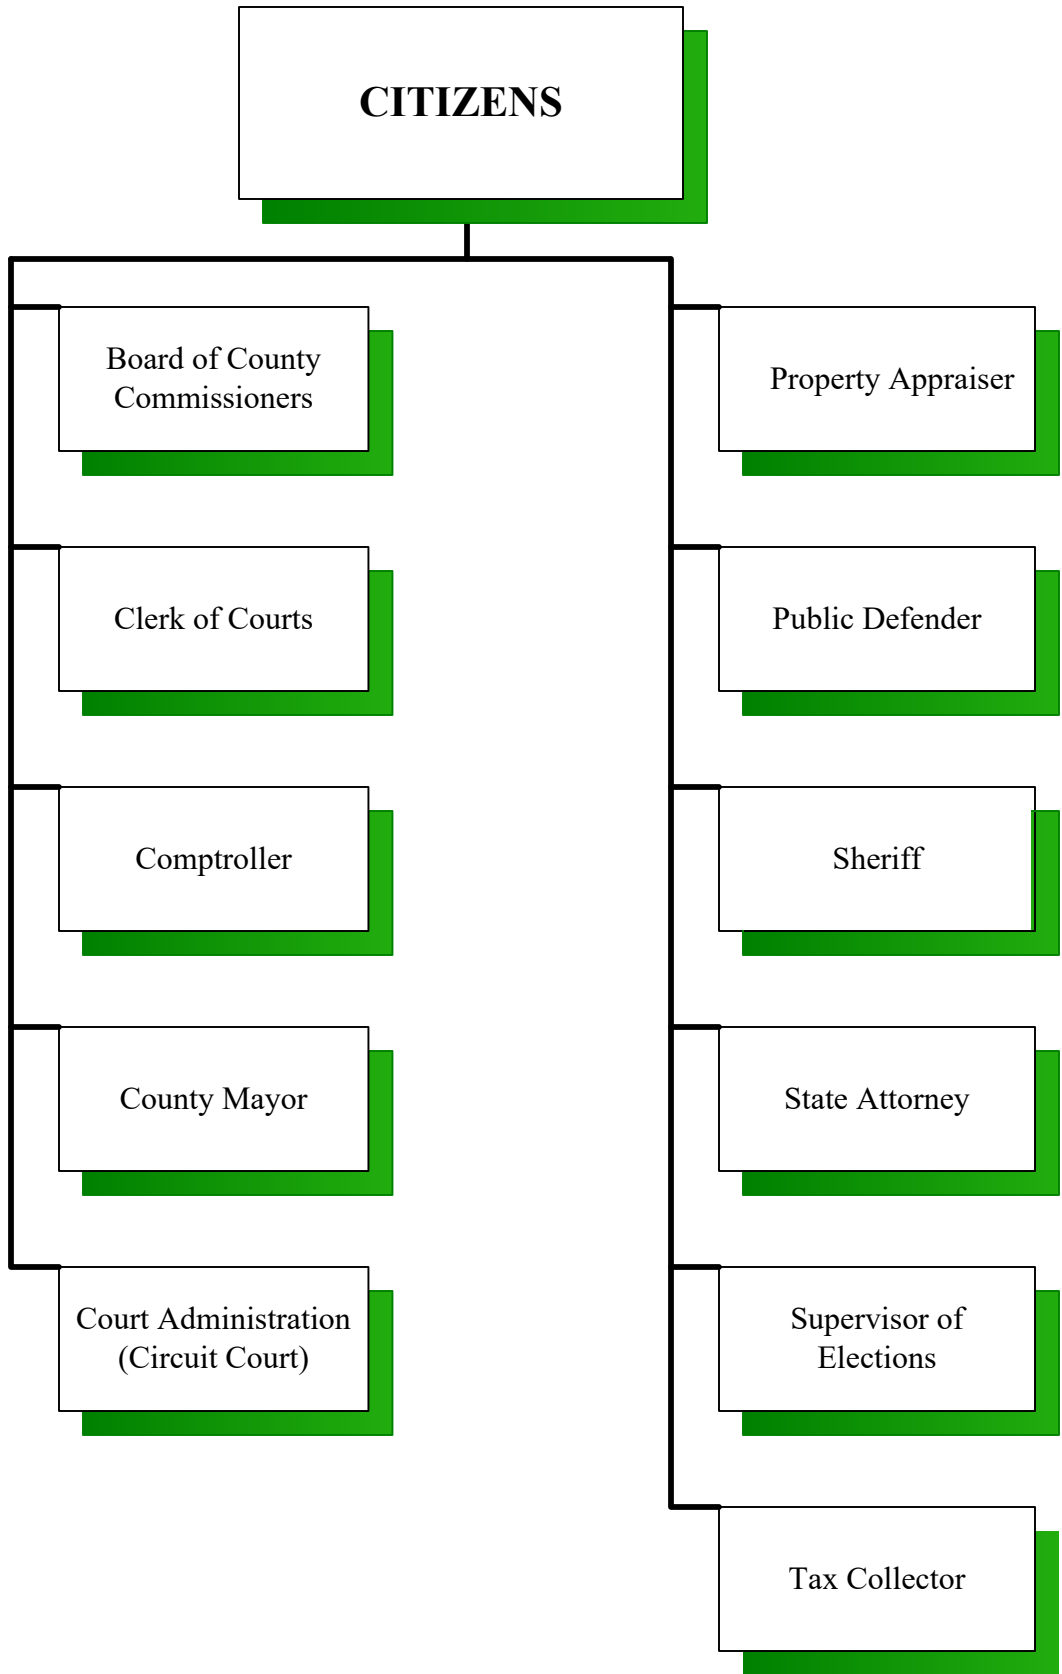 CITIZENS
Board of County
Commissioners
Clerk of Courts
Comptroller
County Mayor
Court Administration
(Circuit Court)
Property Appraiser
Public Defender
Sheriff
State Attorney
Supervisor of
Elections
Tax Collector